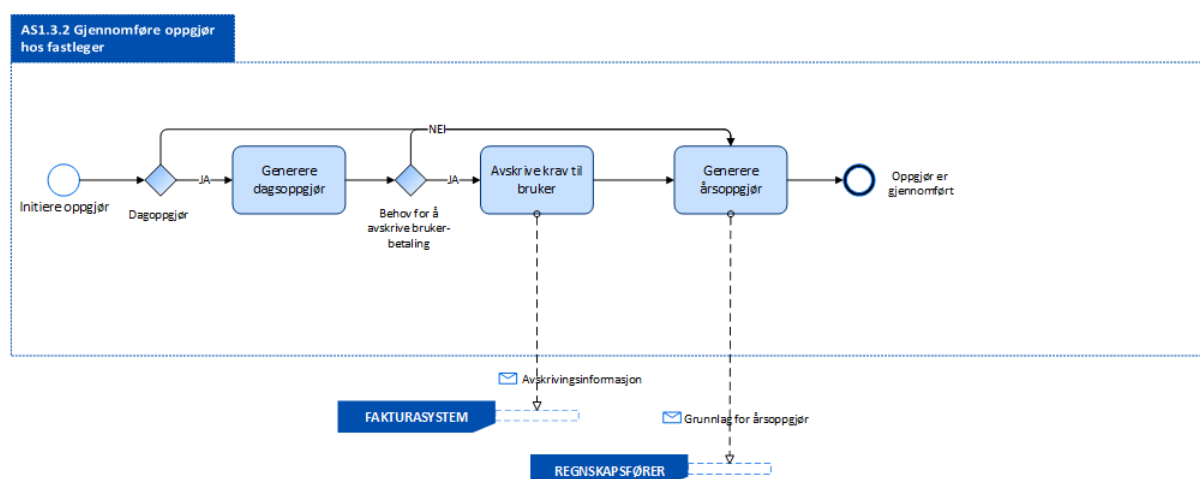 AS1.3.2 Gjennomføre oppgjør
hos fastleger
NEI
Initiere oppgjør
Dagoppgjør
JA
Generere
dagsoppgjør
Behov for å
avskrive bruker-
betaling
JA
Avskrive krav til
bruker
Generere
årsoppgjør
Oppgjør er
gjennomført
Avskrivingsinformasjon
FAKTURASYSTEM
Grunnlag for årsoppgjør
REGNSKAPSFØRER